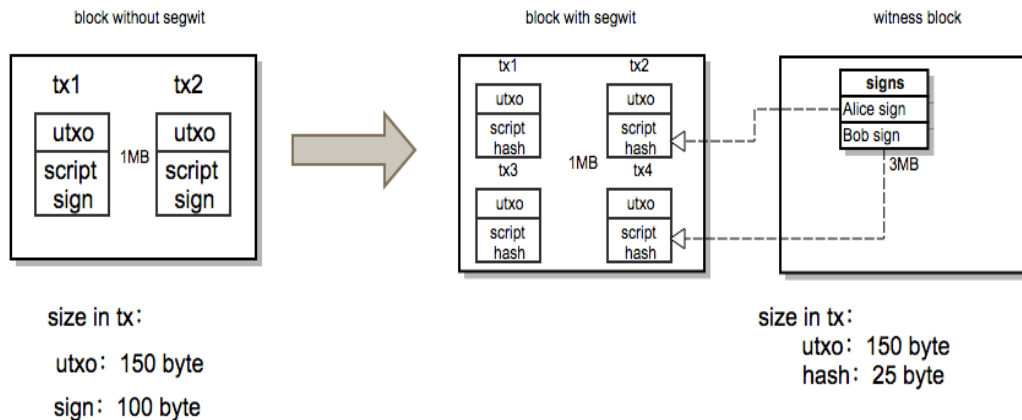 block without segwit
block with segwit
witness block
tx1
tx2
utxo
script
sign
1MB
utxo
script
sign
tx1
tx2
utxo
script
hash
utxo
script
hash
1MB
tx3
tx4
utxo
script
hash
utxo
script
hash
signs
Alice sign
Bob sign
3MB
size in tx：
utxo：150 byte
sign：100 byte
size in tx：
utxo：150 byte
hash：25 byte